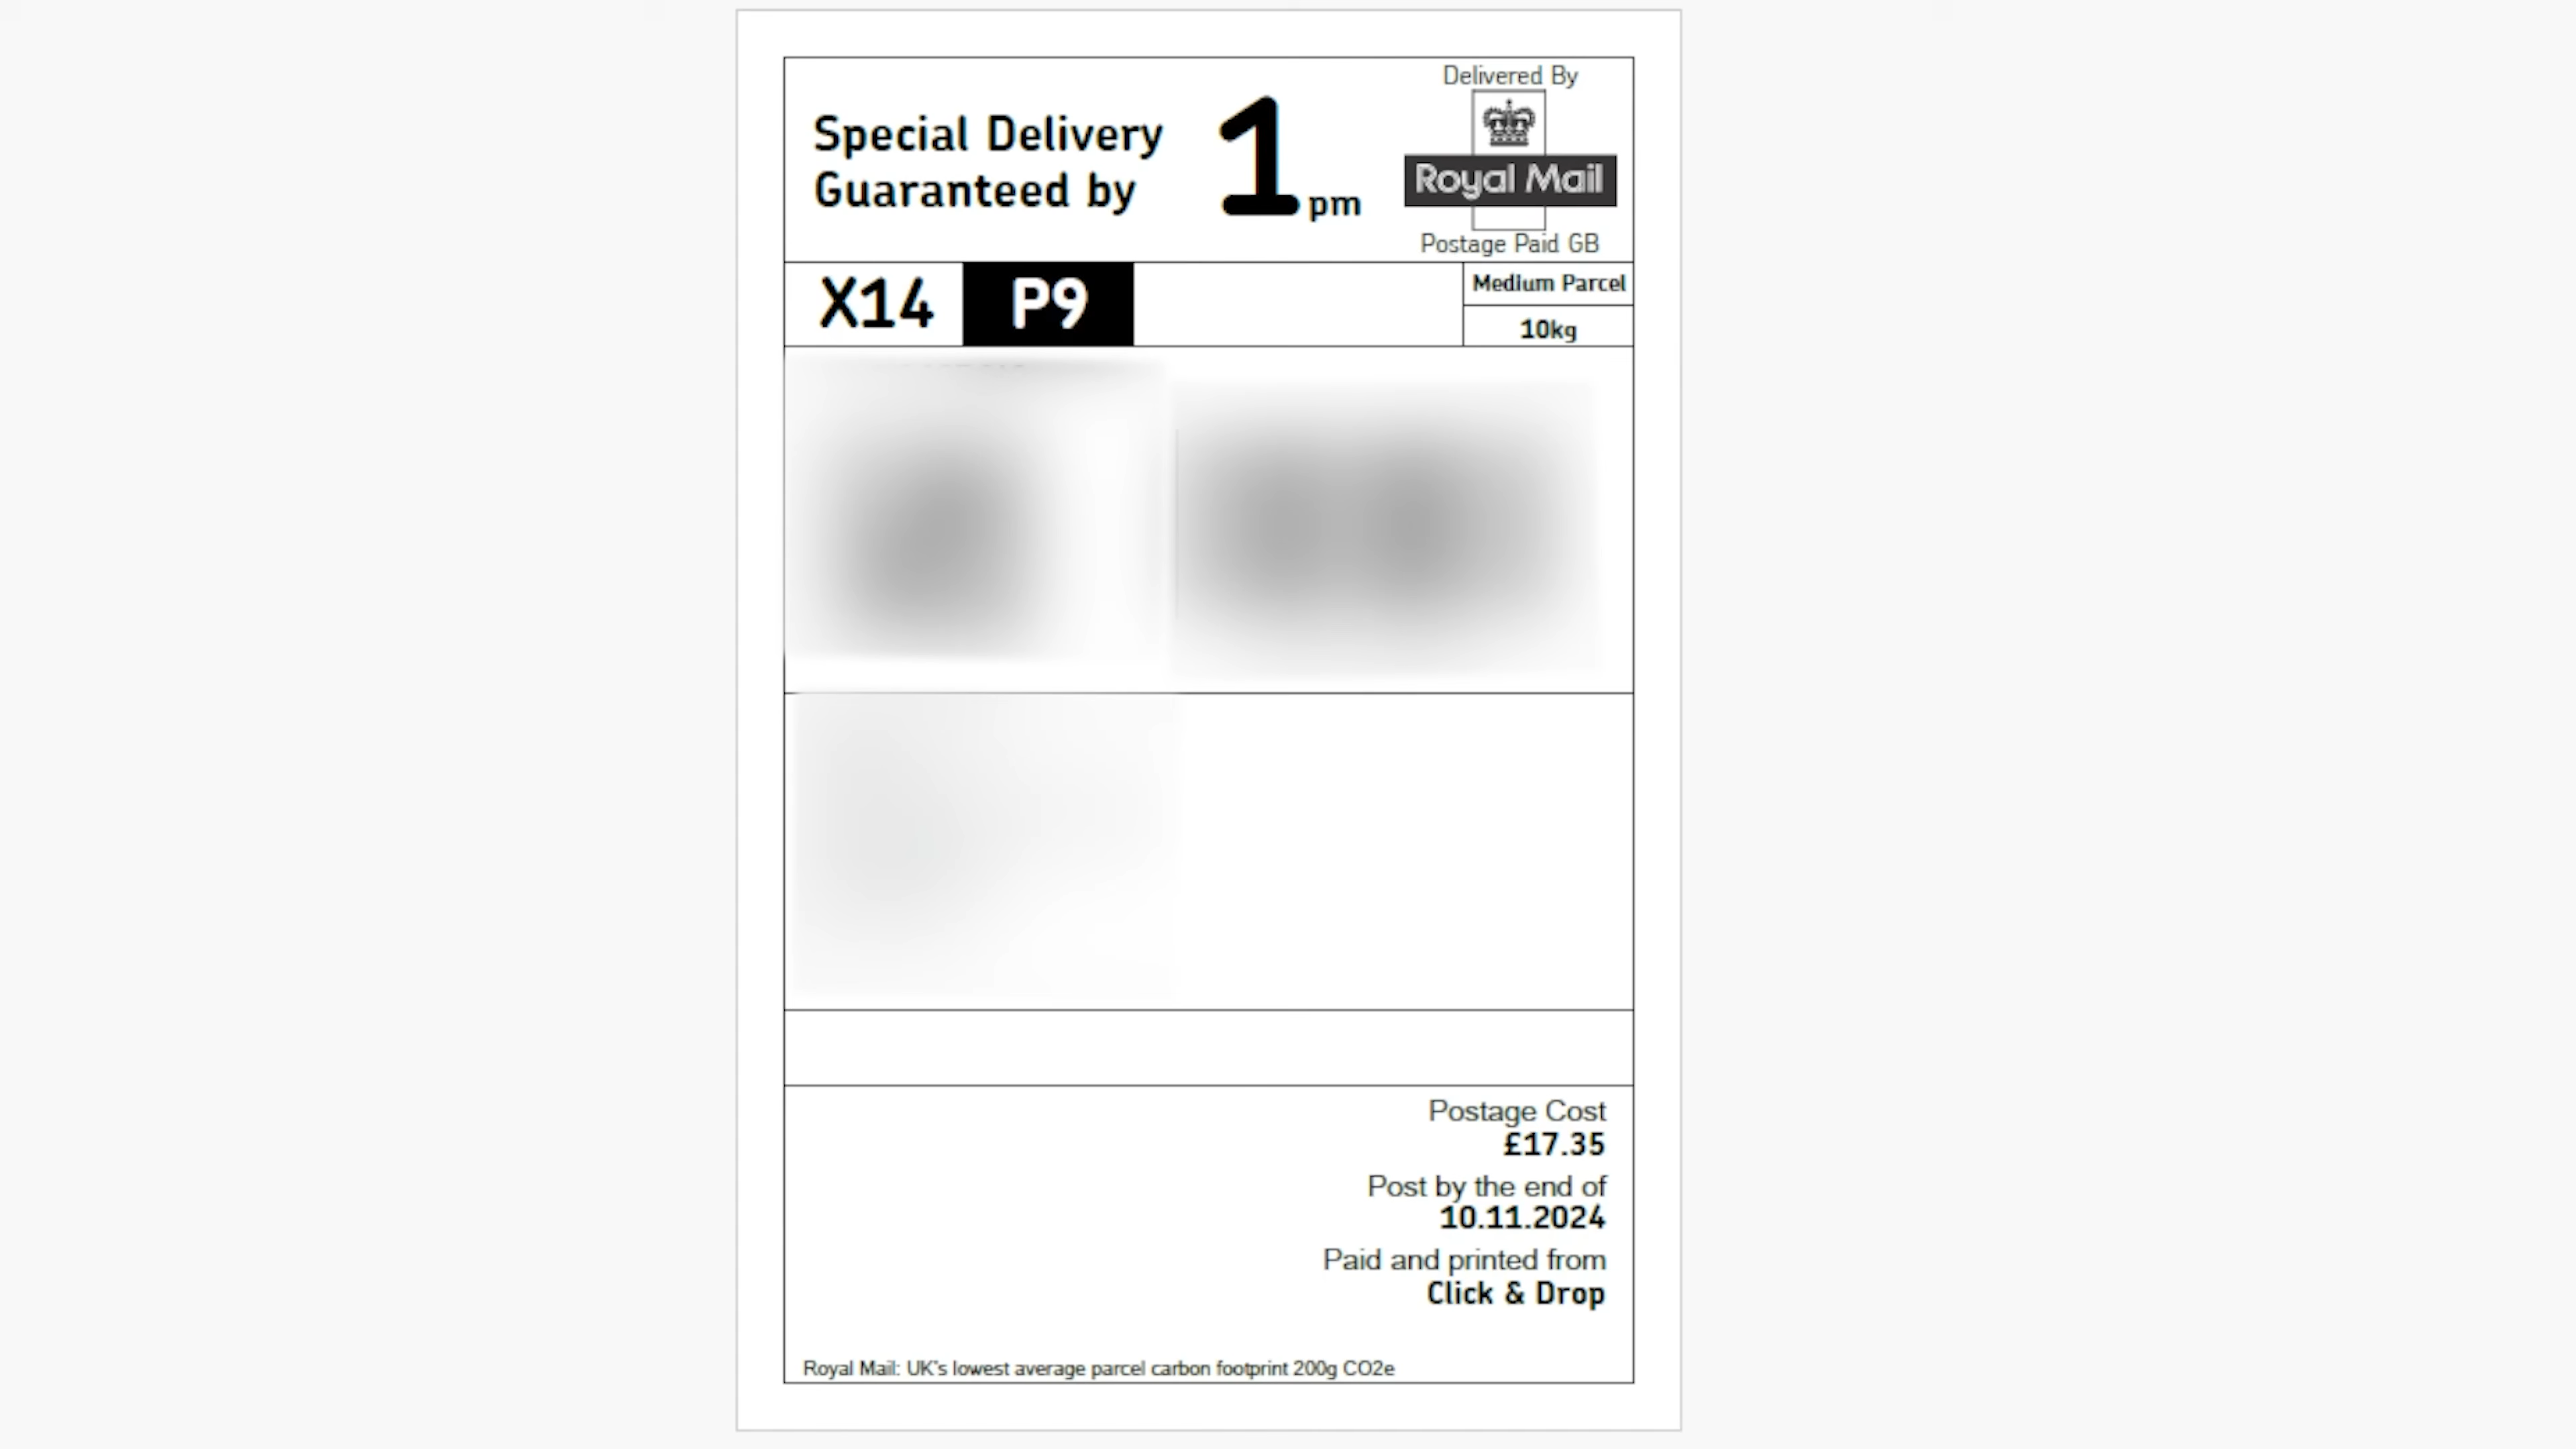 Special Delivery
Guaranteed by
1pm
Delivered By
Royal Mail
Postage Paid GB
X14
P9
Medium Parcel
10kg
Postage Cost
£17.35
Post by the end of
10.11.2024
Paid and printed from
Click & Drop
Royal Mail: UK's lowest average parcel carbon footprint 200g CO2e